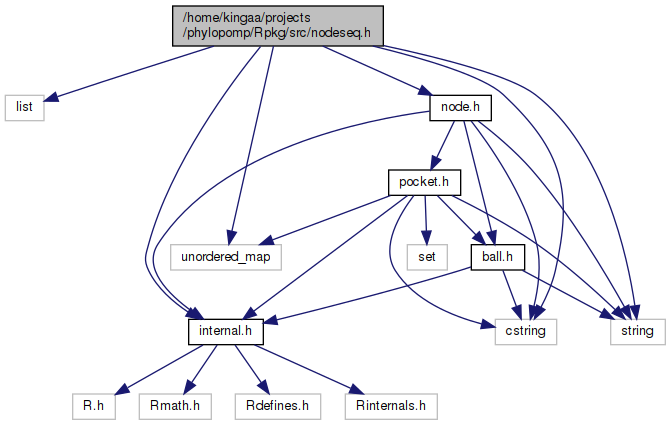 /home/kingaa/projects
/phylopomp/Rpkg/src/nodeseq.h
list
node.h
pocket.h
unordered_map
set
ball.h
internal.h
cstring
string
R.h
Rmath.h
Rdefines.h
Rinternals.h